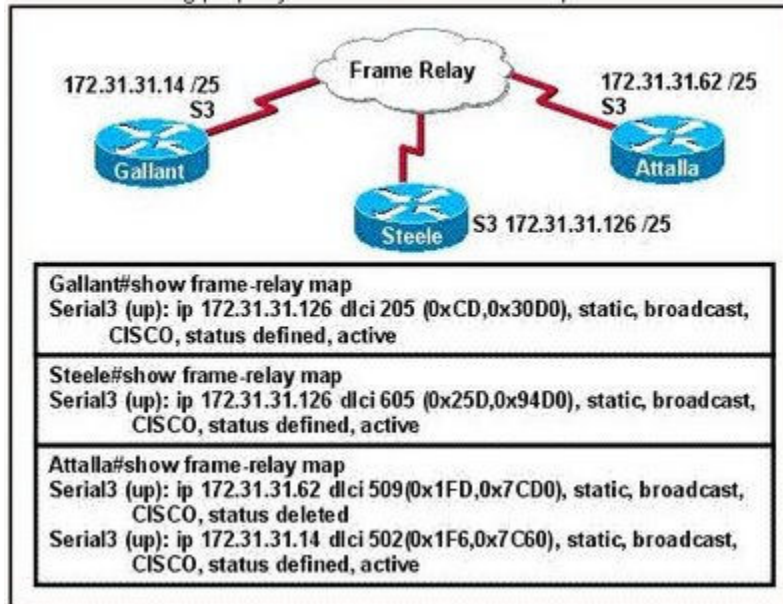 Frame Relay
172.31.31.14 /25
S3
172.31.31.62 /25
S3
Gallant
Attalla
Steele
S3 172.31.31.126 /25
Gallant#show frame-relay map
Serial3 (up): ip 172.31.31.126 dlci 205 (0xCD,0x30D0), static, broadcast,
CISCO, status defined, active
Steele#show frame-relay map
Serial3 (up): ip 172.31.31.126 dlci 605 (0x25D,0x94D0), static, broadcast,
CISCO, status defined, active
Attalla#show frame-relay map
Serial3 (up): ip 172.31.31.62 dlci 509(0x1FD,0x7CD0), static, broadcast,
CISCO, status deleted
Serial3 (up): ip 172.31.31.14 dlci 502(0x1F6,0x7C60), static, broadcast,
CISCO, status defined, active